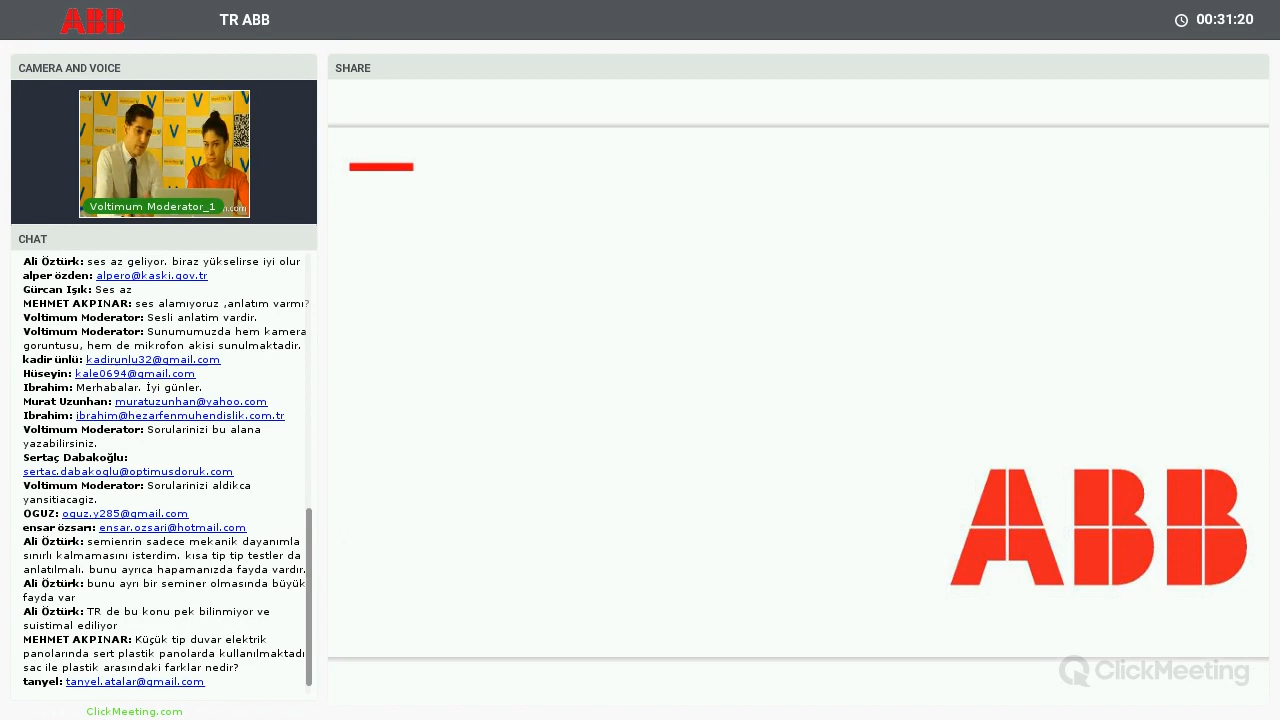 ABB
TR ABB
00:31:20
CAMERA AND VOICE
SHARE
Voltimum Moderator_1
CHAT
Ali Öztürk: ses az geliyor. biraz yükselirse iyi olur
alper özden: alpero@kaski.gov.tr
Gürcan Işık: Ses az
MEHMET AKPINAR: ses alamıyoruz ,anlatım varmı?
Voltimum Moderator: Sesli anlatim vardir.
Voltimum Moderator: Sunumumuzda hem kamera
goruntusu, hem de mikrofon akisi sunulmaktadir.
kadir ünlü: kadirunlu32@gmail.com
Hüseyin: kale0694@gmail.com
Ibrahim: Merhabalar. İyi günler.
Murat Uzunhan: muratuzunhan@yahoo.com
Ibrahim: ibrahim@hezarfenmuhendislik.com.tr
Voltimum Moderator: Sorularinizi bu alana
yazabilirsiniz.
Sertaç Dabakoğlu:
sertac.dabakoglu@optimusdoruk.com
Voltimum Moderator: Sorularinizi aldikca
yansitiacagiz.
OGUZ: oguz.y285@gmail.com
ensar özsarı: ensar.ozsari@hotmail.com
Ali Öztürk: semienrin sadece mekanik dayanımla
sınırlı kalmamasını isterdim. kısa tip tip testler da
anlatılmalı. bunu ayrıca hapamanızda fayda vardır.
Ali Öztürk: bunu ayrı bir seminer olmasında büyük
fayda var
Ali Öztürk: TR de bu konu pek bilinmiyor ve
suistimal ediliyor
MEHMET AKPINAR: Küçük tip duvar elektrik
panolarında sert plastik panolarda kullanılmaktadı
sac ile plastik arasındaki farklar nedir?
tanyel: tanyel.atalar@gmail.com
ABB
ClickMeeting
ClickMeeting.com